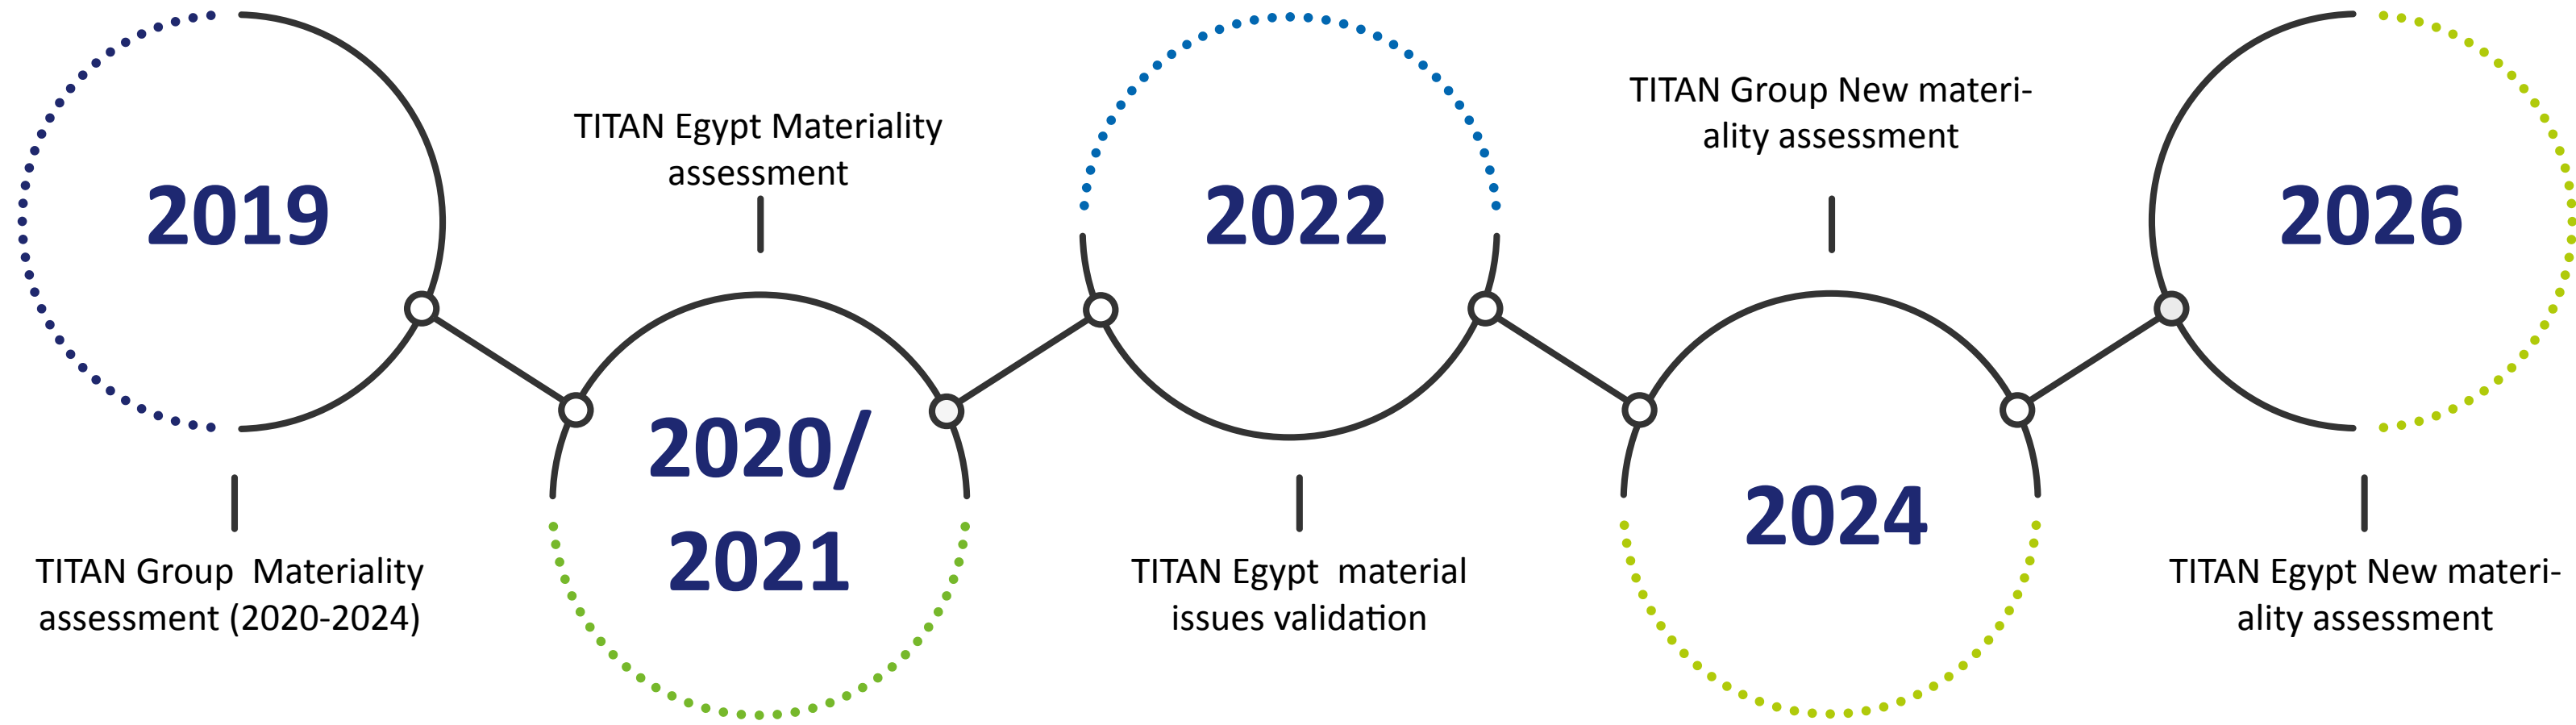 2019
TITAN Group  Materiality
assessment (2020-2024)
TITAN Egypt Materiality
assessment
2020/
2021
2022
TITAN Egypt  material
issues validation
TITAN Group New materi-
ality assessment
2024
2026
TITAN Egypt New materi-
ality assessment